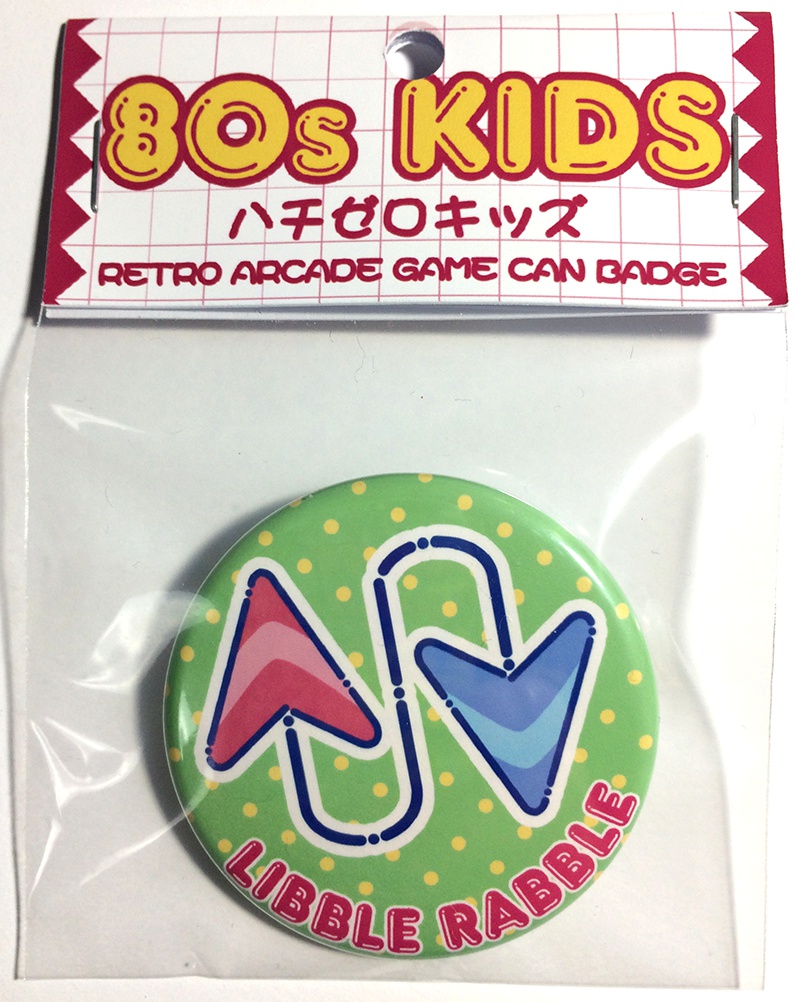 80s KIDS
ハチゼロキッズ
RETRO ARCADE GAME CAN BADGE
LIBBLE RABBLE